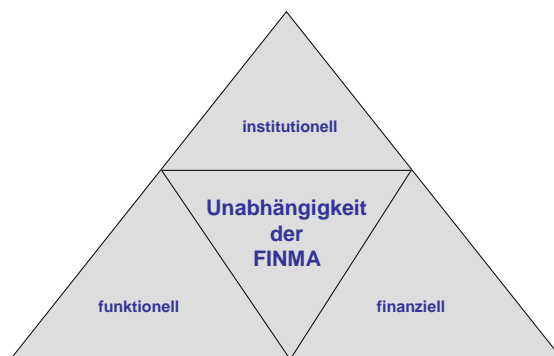 institutionell
Unabhängigkeit
der
FINMA
funktionell
finanziell